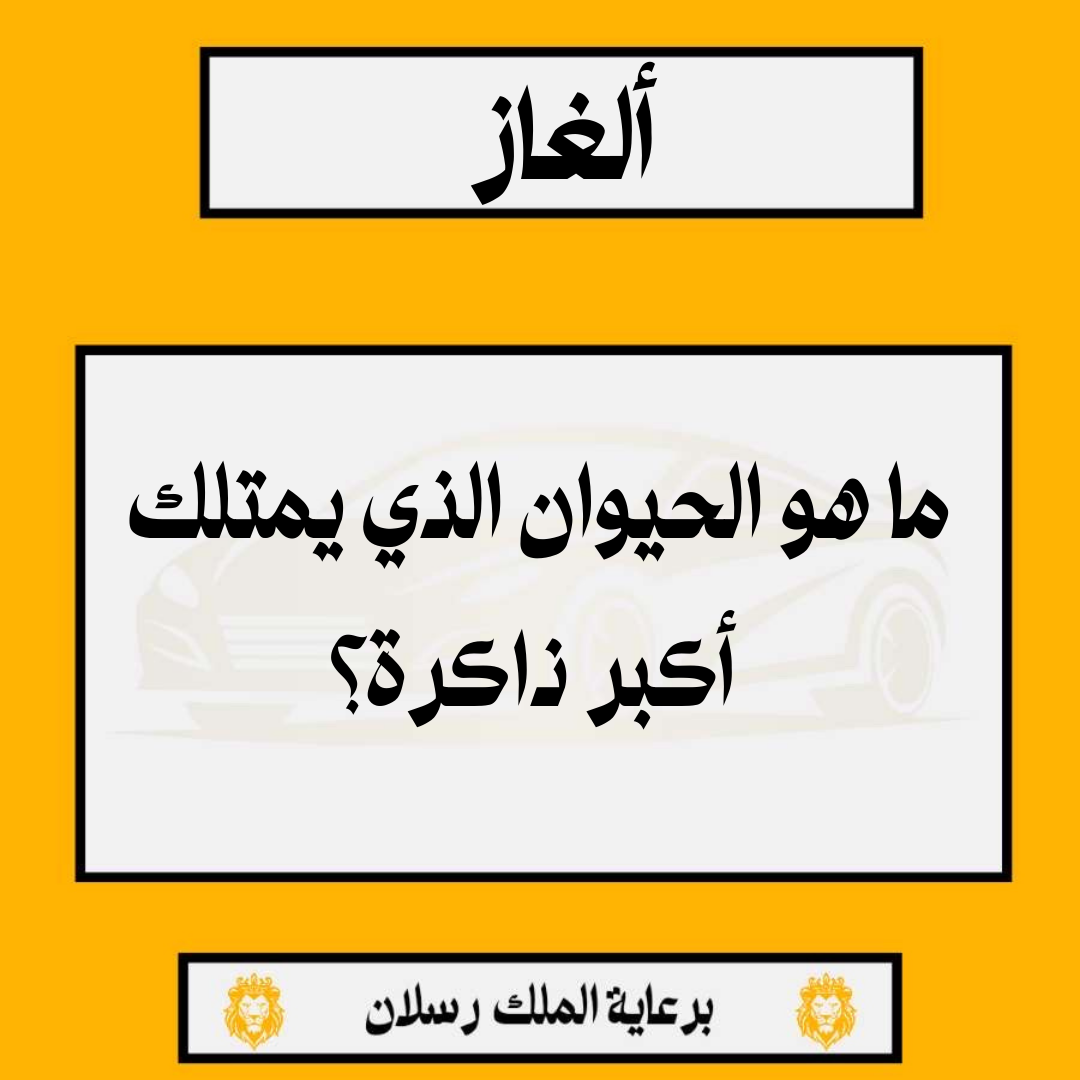 ألغاز
ما هو الحيوان الذي يمتلك
أكبر ذاكرة؟
برعاية الملك رسلان